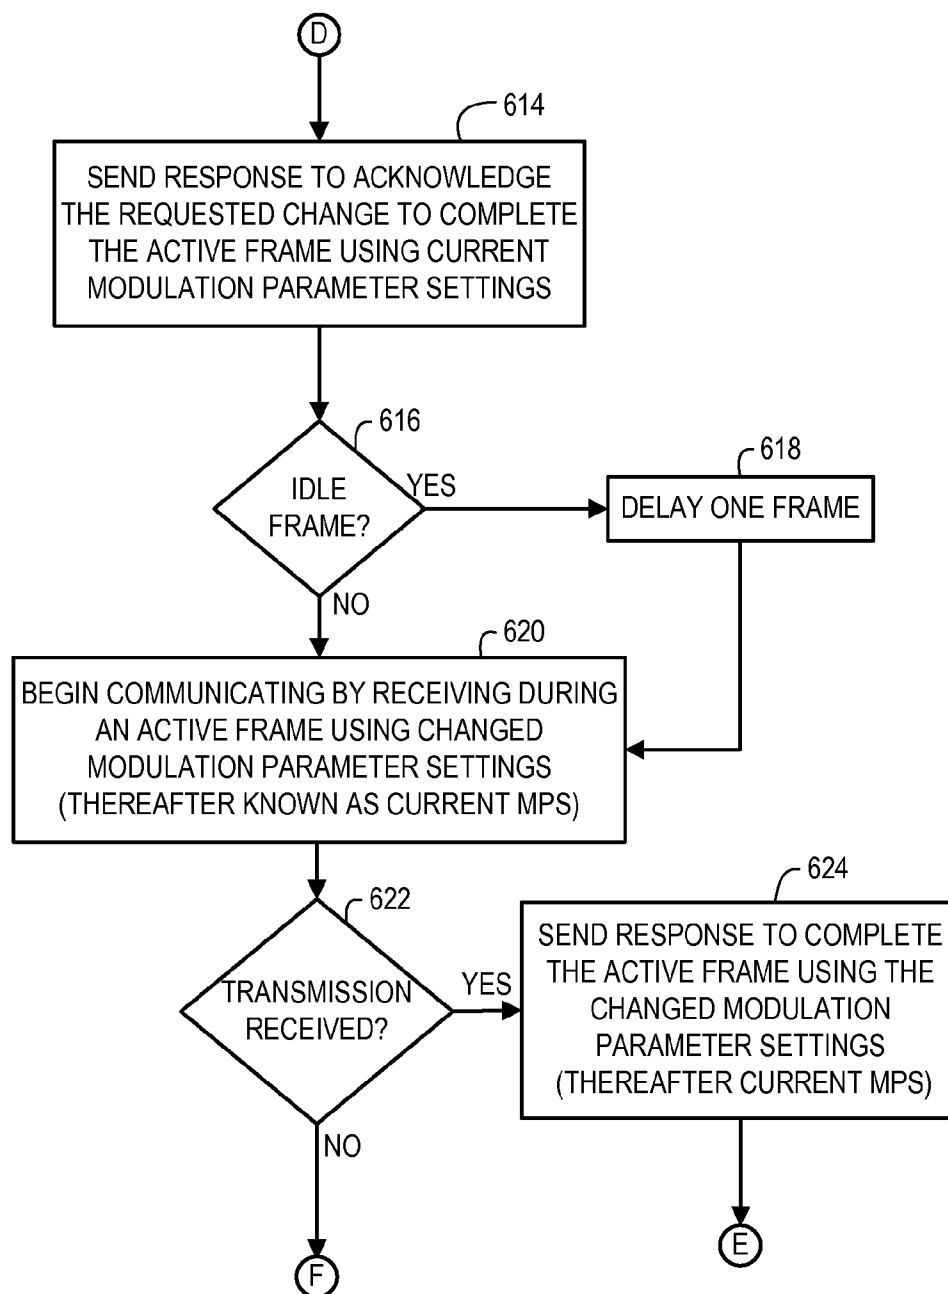 D
614
SEND RESPONSE TO ACKNOWLEDGE
THE REQUESTED CHANGE TO COMPLETE
THE ACTIVE FRAME USING CURRENT
MODULATION PARAMETER SETTINGS
616
IDLE
FRAME?
YES
618
DELAY ONE FRAME
NO
620
BEGIN COMMUNICATING BY RECEIVING DURING
AN ACTIVE FRAME USING CHANGED
MODULATION PARAMETER SETTINGS
(THEREAFTER KNOWN AS CURRENT MPS)
622
TRANSMISSION
RECEIVED?
YES
624
SEND RESPONSE TO COMPLETE
THE ACTIVE FRAME USING THE
CHANGED MODULATION
PARAMETER SETTINGS
(THEREAFTER CURRENT MPS)
NO
E
F